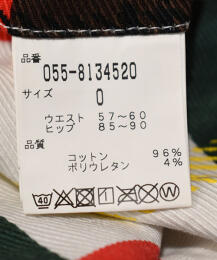 品番
055-8134520
サイズ
0
ウエスト 57~60
ヒップ 85~90
品質
コットン 96%
ポリウレタン 4%
40
W